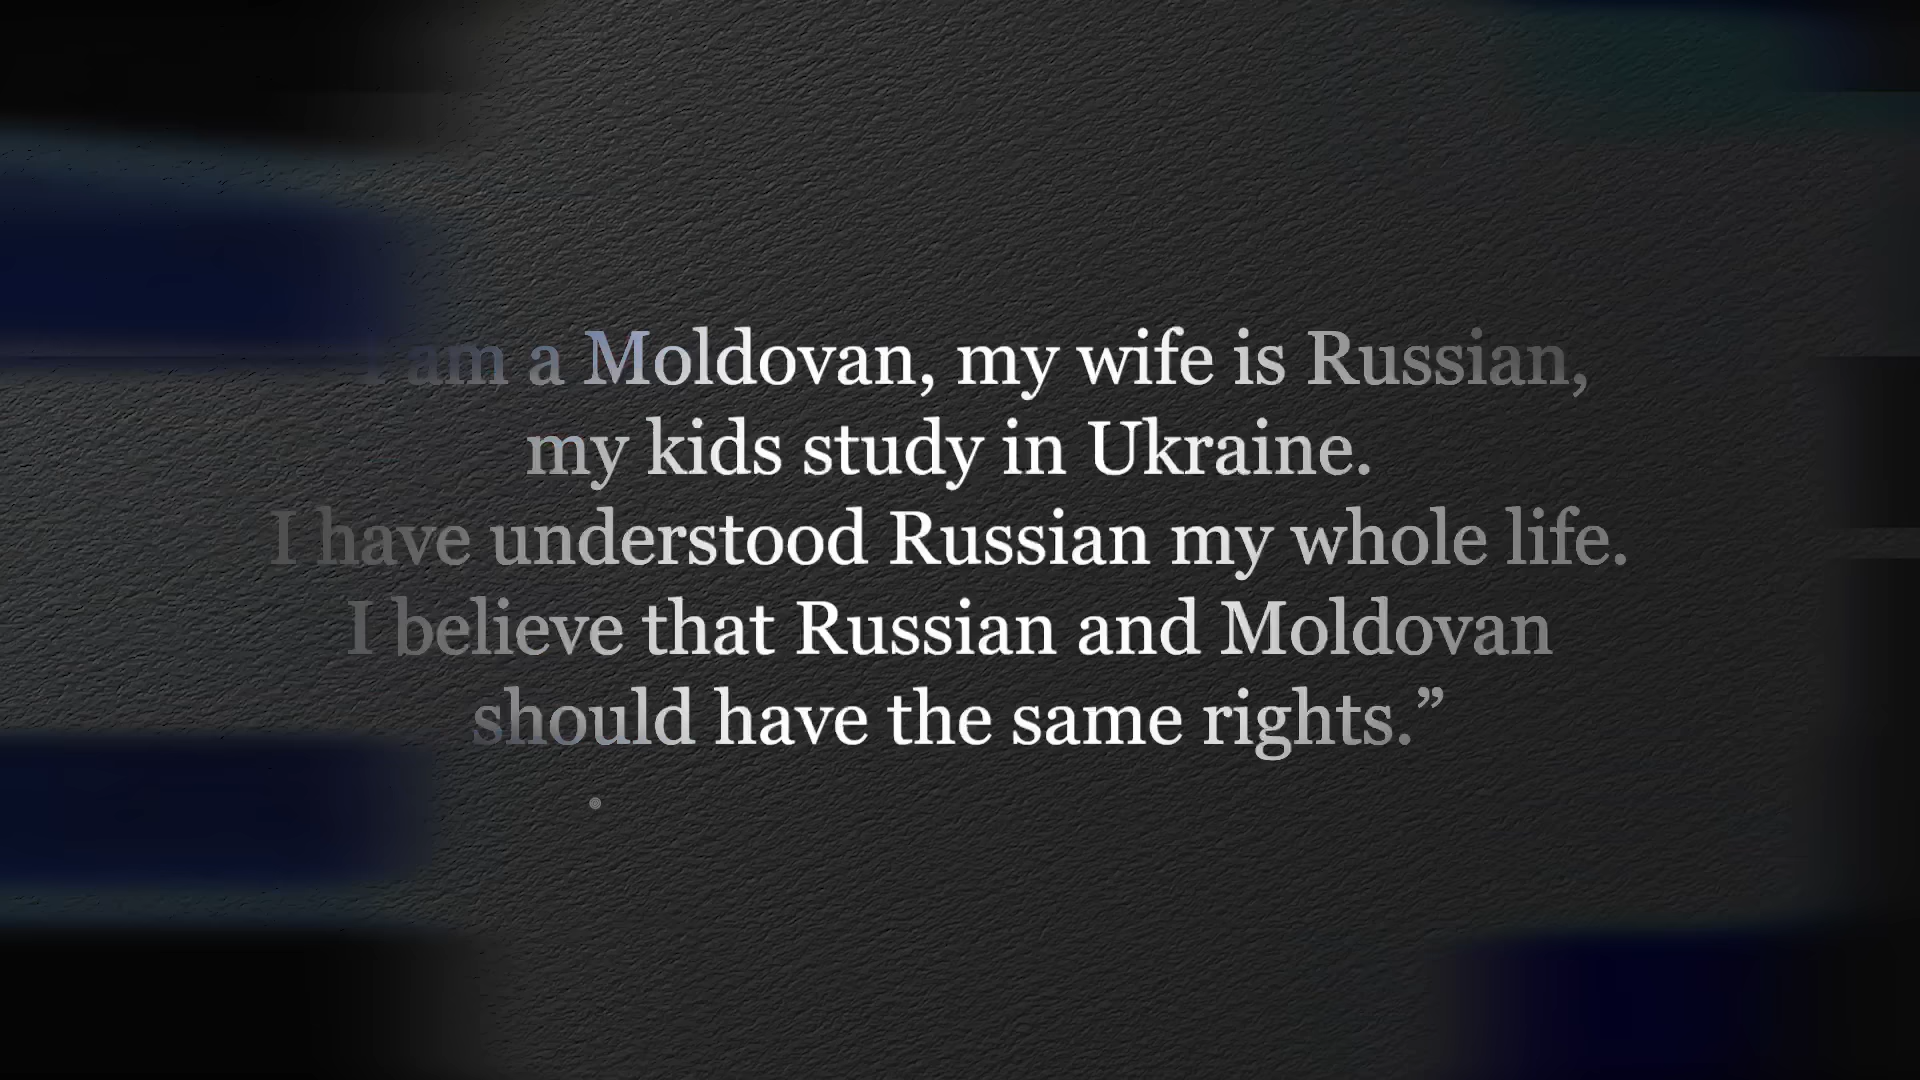 I am a Moldovan, my wife is Russian,
my kids study in Ukraine.
I have understood Russian my whole life.
I believe that Russian and Moldovan
should have the same rights.”